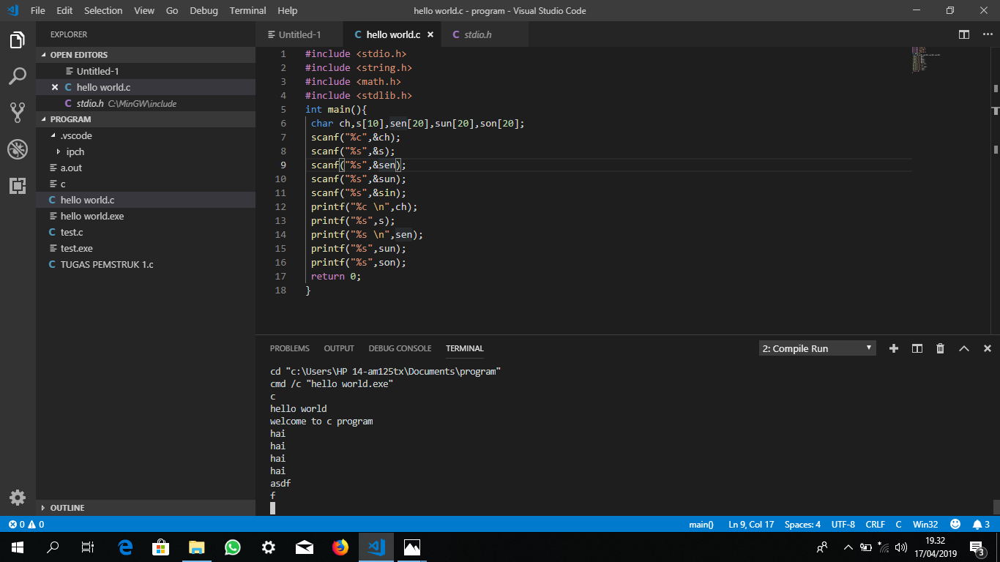 File Edit Selection View Go Debug Terminal Help
hello world.c - program - Visual Studio Code
EXPLORER
OPEN EDITORS
Untitled-1
hello world.c
stdio.h C:\MinGW\include
PROGRAM
.vscode
ipch
a.out
c
hello world.c
hello world.exe
test.c
test.exe
TUGAS PEMSTRUK 1.c
OUTLINE
Untitled-1 hello world.c stdio.h
1 #include <stdio.h>
2 #include <string.h>
3 #include <math.h>
4 #include <stdlib.h>
5 int main(){
6 char ch,s[10],sen[20],sun[20],son[20];
7 scanf("%c",&ch);
8 scanf("%s",&s);
9 scanf("%s",&sen);
10 scanf("%s",&sun);
11 scanf("%s",&sin);
12 printf("%c \n",ch);
13 printf("%s",s);
14 printf("%s \n",sen);
15 printf("%s",sun);
16 printf("%s",son);
17 return 0;
18 }
PROBLEMS OUTPUT DEBUG CONSOLE TERMINAL
2: Compile Run
cd "c:\Users\HP 14-am125tx\Documents\program"
cmd /c "hello world.exe"
c
hello world
welcome to c program
hai
hai
hai
hai
asdf
f
0 0
main() Ln 9, Col 17 Spaces: 4 UTF-8 CRLF C Win32 3
19.32
17/04/2019
3